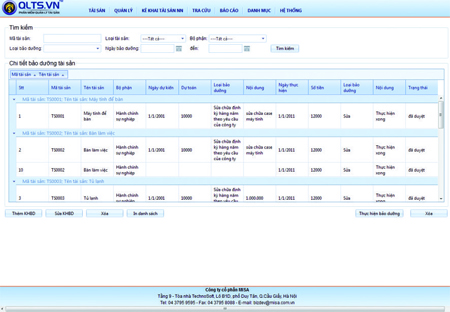 QLTS.VN
PHẦN MỀM QUẢN LÝ TÀI SẢN
TÀI SẢN QUẢN LÝ KÊ KHAI TÀI SẢN NN TRA CỨU BÁO CÁO DANH MỤC HỆ THỐNG
Tìm kiếm
Mã tài sản: Loại tài sản: ---Tất cả--- Bộ phận: ---Tất cả---
Loại bảo dưỡng: Ngày bảo dưỡng: đến: Tìm kiếm
Chi tiết bảo dưỡng tài sản
Mã tài sản Tên tài sản
Stt Mã tài sản Tên tài sản Bộ phận Ngày dự kiến Dự toán Loại bảo dưỡng Nội dung Ngày thực hiện Số tiền Loại bảo dưỡng Nội dung Trạng thái
Mã tài sản: TS0001; Tên tài sản: Máy tính để bàn
1 TS0001 Máy tính để bàn Hành chính sự nghiệp 1/1/2001 10000 Sửa chữa định kỳ hàng năm theo yêu cầu của công ty sửa chữa case máy tính 1/1/2011 12000 Sửa Thực hiện xong đã duyệt
Mã tài sản: TS0002; Tên tài sản: Bàn làm việc
2 TS0002 Bàn làm việc Hành chính sự nghiệp 1/1/2001 10000 Sửa chữa định kỳ hàng năm theo yêu cầu của công ty sửa chữa case máy tính 1/1/2011 12000 Sửa Thực hiện xong đã duyệt
10 TS0002 Bàn làm việc Hành chính sự nghiệp 1/1/2011 12000 Sửa Thực hiện xong đã duyệt
Mã tài sản: TS0003; Tên tài sản: Tủ lạnh
3 TS0003 Tủ lạnh Hành chính sự nghiệp 1/1/2001 10000 Sửa chữa định kỳ hàng năm theo yêu cầu 1.000.000 1/1/2011 12000 Sửa Thực hiện xong đã duyệt
Thêm KHBD Sửa KHBD Xóa In danh sách Thực hiện bảo dưỡng Xóa
Công ty cổ phần MISA
Tầng 9 - Tòa nhà TechnoSoft, Lô B1D, phố Duy Tân, Q.Cầu Giấy, Hà Nội
Tel: 04 3795 9595 - Fax: 04 3795 8088 - E-mail: bizdev@misa.com.vn